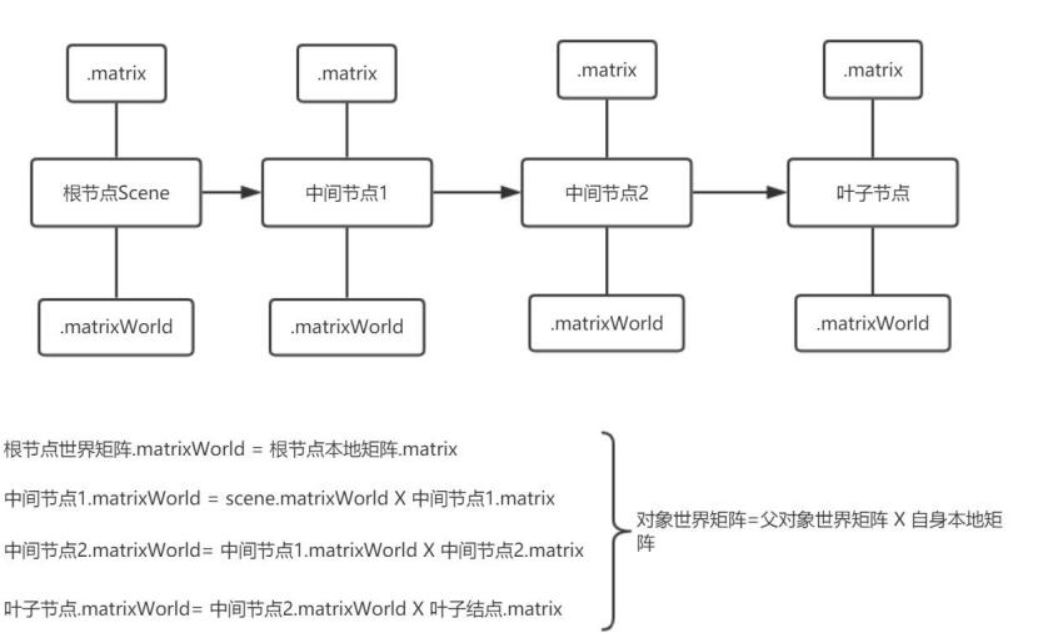 .matrix
.matrix
.matrix
.matrix
根节点Scene
中间节点1
中间节点2
叶子节点
.matrixWorld
.matrixWorld
.matrixWorld
.matrixWorld
根节点世界矩阵.matrixWorld = 根节点本地矩阵.matrix
中间节点1.matrixWorld = scene.matrixWorld X 中间节点1.matrix
中间节点2.matrixWorld= 中间节点1.matrixWorld X 中间节点2.matrix
叶子节点.matrixWorld= 中间节点2.matrixWorld X 叶子结点.matrix
对象世界矩阵=父对象世界矩阵 X 自身本地矩
阵